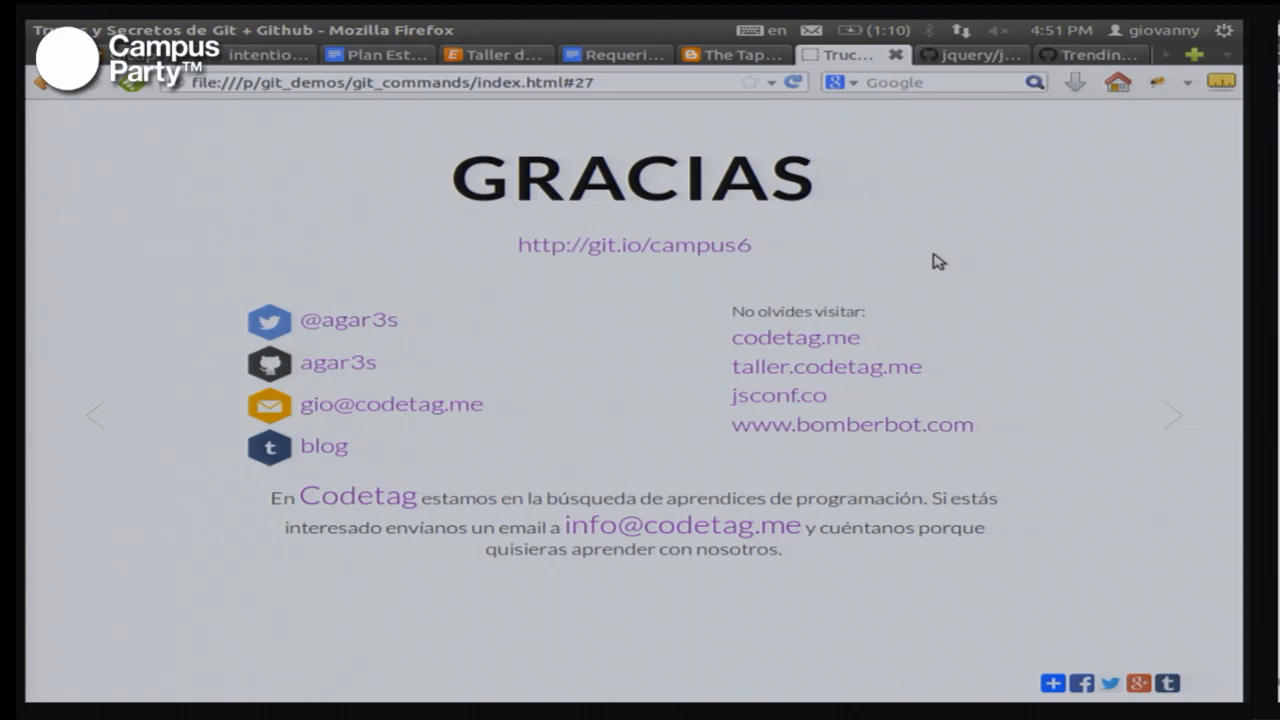 Trucos y Secretos de Git + Github - Mozilla Firefox
en
(1:10)
4:51 PM
giovanny
Campus
Party™
intentio...
Plan Est...
Taller d...
Requeri...
The Tap...
Truc...
jquery/j...
Trendin...
file:///p/git_demos/git_commands/index.html#27
Google
GRACIAS
http://git.io/campus6
@agar3s
agar3s
gio@codetag.me
blog
No olvides visitar:
codetag.me
taller.codetag.me
jsconf.co
www.bomberbot.com
En Codetag estamos en la búsqueda de aprendices de programación. Si estás
interesado envíanos un email a info@codetag.me y cuéntanos porque
quisieras aprender con nosotros.